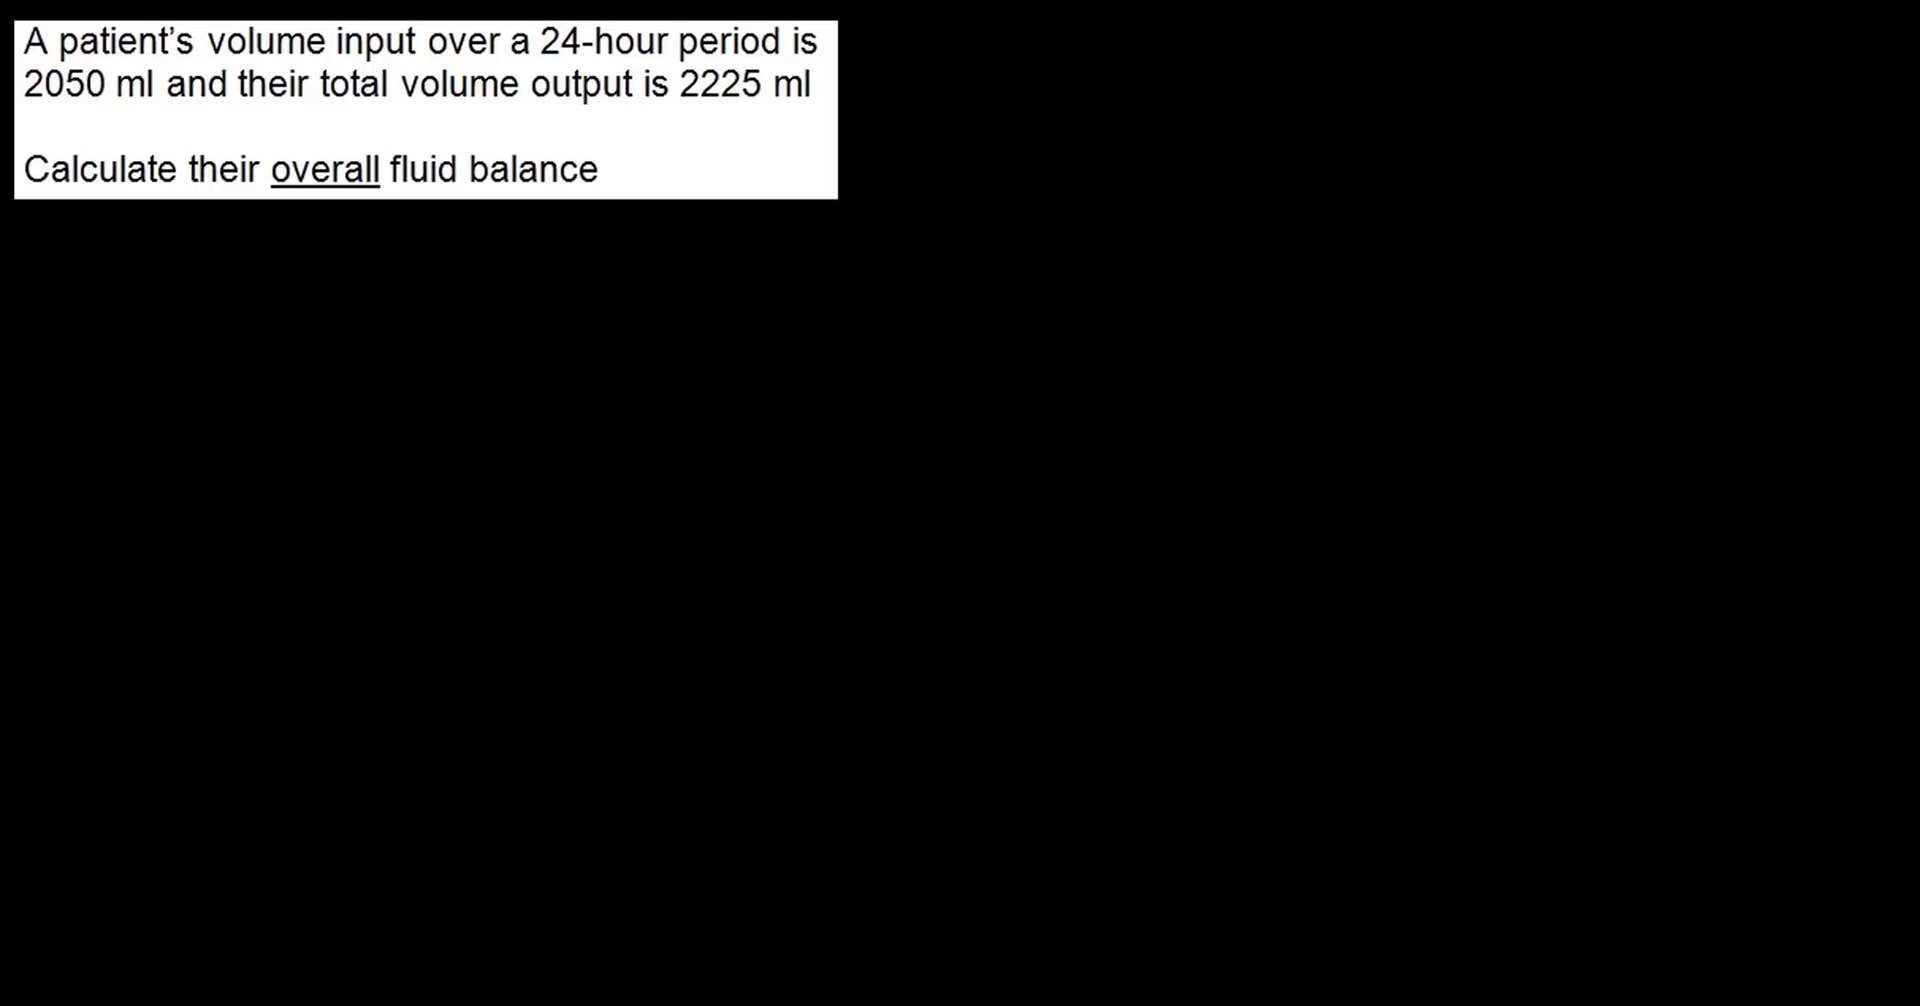 A patient’s volume input over a 24-hour period is
2050 ml and their total volume output is 2225 ml
Calculate their overall fluid balance